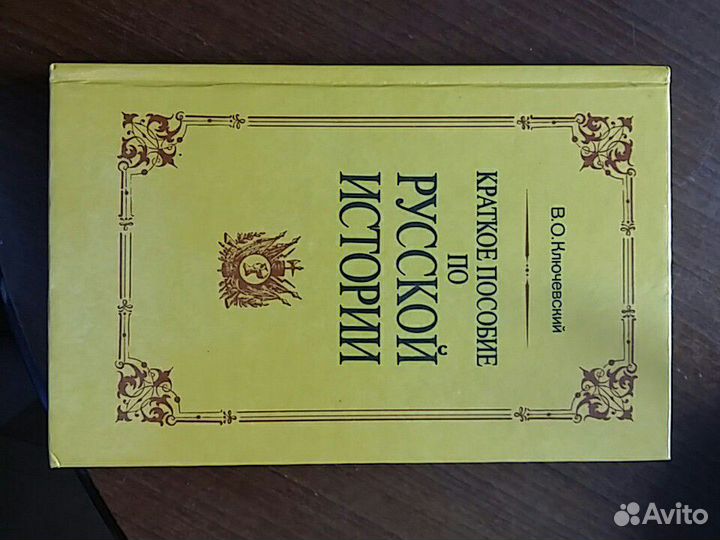 В.О.Ключевский
КРАТКОЕ ПОСОБИЕ
ПО
РУССКОЙ
ИСТОРИИ
Avito